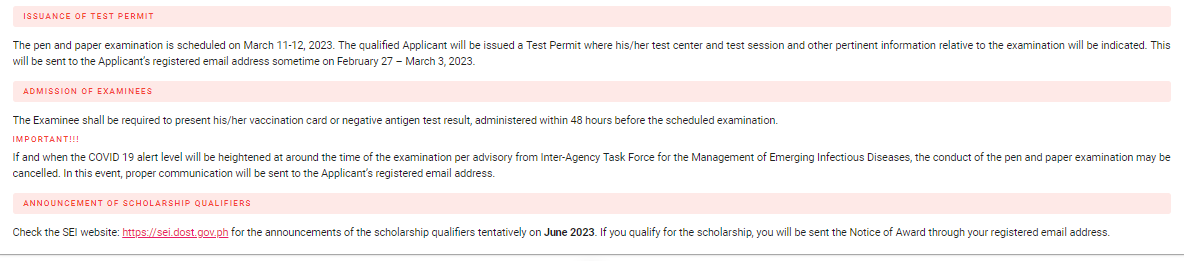 ISSUANCE OF TEST PERMIT
The pen and paper examination is scheduled on March 11-12, 2023. The qualified Applicant will be issued a Test Permit where his/her test center and test session and other pertinent information relative to the examination will be indicated. This
will be sent to the Applicant's registered email address sometime on February 27 – March 3, 2023.
ADMISSION OF EXAMINEES
The Examinee shall be required to present his/her vaccination card or negative antigen test result, administered within 48 hours before the scheduled examination.
IMPORTANT!!!
If and when the COVID 19 alert level will be heightened at around the time of the examination per advisory from Inter-Agency Task Force for the Management of Emerging Infectious Diseases, the conduct of the pen and paper examination may be
cancelled. In this event, proper communication will be sent to the Applicant's registered email address.
ANNOUNCEMENT OF SCHOLARSHIP QUALIFIERS
Check the SEI website: https://sei.dost.gov.ph for the announcements of the scholarship qualifiers tentatively on June 2023. If you qualify for the scholarship, you will be sent the Notice of Award through your registered email address.